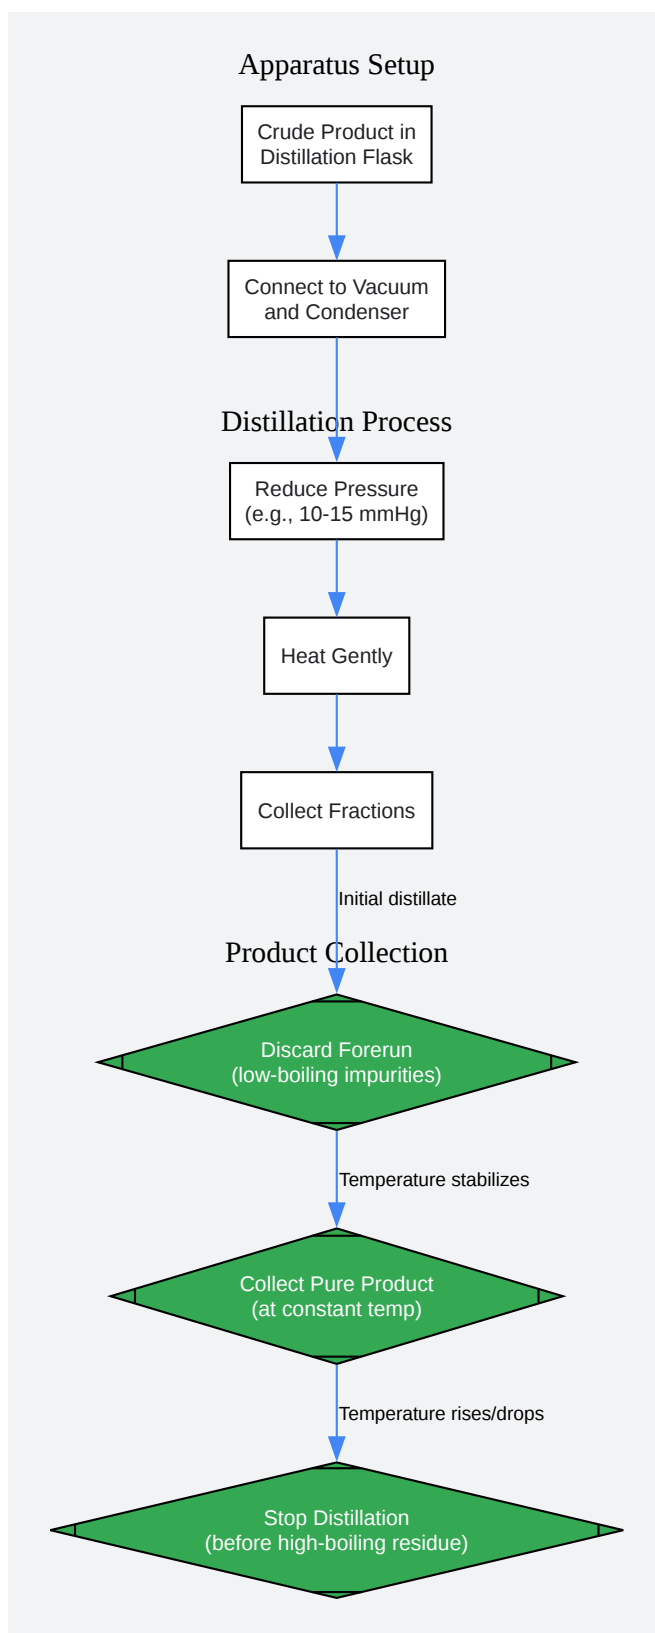 Apparatus Setup
Crude Product in
Distillation Flask
Connect to Vacuum
and Condenser
Distillation Process
Reduce Pressure
(e.g., 10-15 mmHg)
Heat Gently
Collect Fractions
Initial distillate
Product Collection
Discard Forerun
(low-boiling impurities)
Temperature stabilizes
Collect Pure Product
(at constant temp)
Temperature rises/drops
Stop Distillation
(before high-boiling residue)